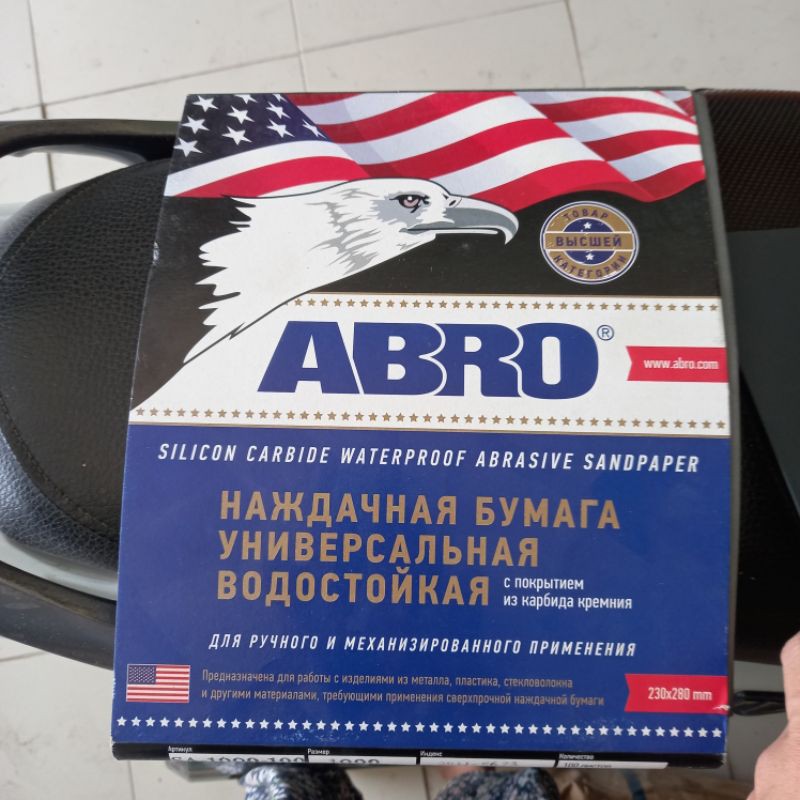 ТОВАР
ВЫСШЕЙ
КАТЕГОРИИ
ABRO®
www.abro.com
SILICON CARBIDE WATERPROOF ABRASIVE SANDPAPER
НАЖДАЧНАЯ БУМАГА
УНИВЕРСАЛЬНАЯ
ВОДОСТОЙКАЯ с покрытием
из карбида кремния
ДЛЯ РУЧНОГО И МЕХАНИЗИРОВАННОГО ПРИМЕНЕНИЯ
Предназначена для работы с изделиями из металла, пластика, стекловолокна
и другими материалами, требующими применения сверхпрочной наждачной бумаги
230x280 mm
Артикул Размер Индекс Количество
100 листов